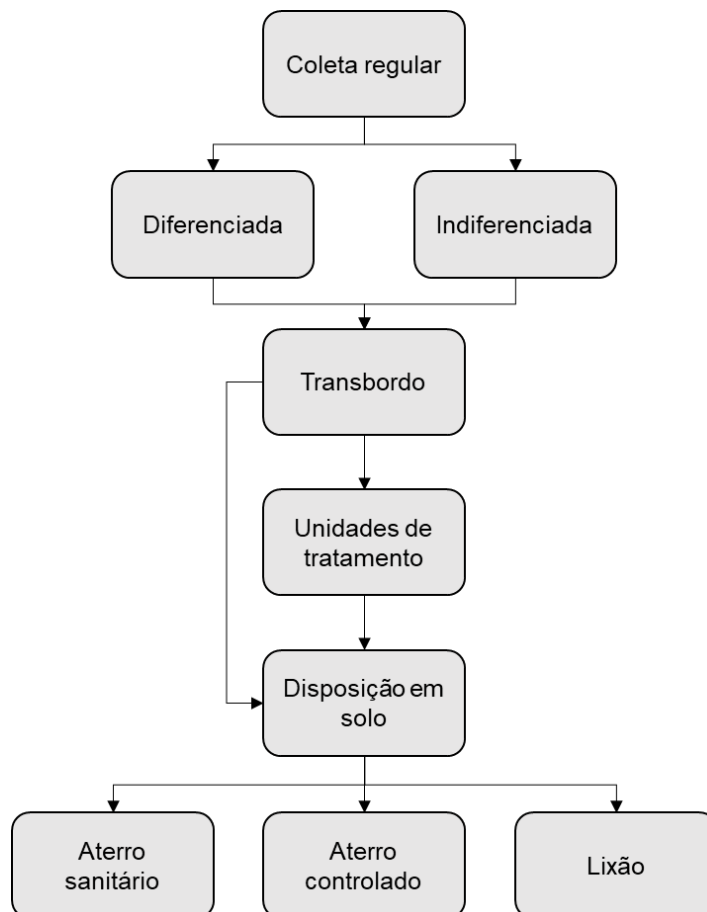 Coleta regular
Diferenciada
Indiferenciada
Transbordo
Unidades de
tratamento
Disposição em
solo
Aterro
sanitário
Aterro
controlado
Lixão